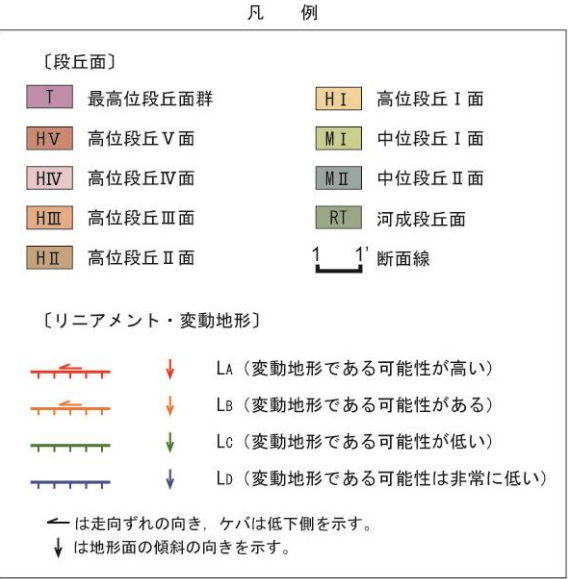 凡 例
〔段丘面〕
T 最高位段丘面群
HⅤ 高位段丘Ⅴ面
HⅣ 高位段丘Ⅳ面
HⅢ 高位段丘Ⅲ面
HⅡ 高位段丘Ⅱ面
HⅠ 高位段丘Ⅰ面
MⅠ 中位段丘Ⅰ面
MⅡ 中位段丘Ⅱ面
RT 河成段丘面
1 1' 断面線
〔リニアメント・変動地形〕
LA（変動地形である可能性が高い）
LB（変動地形である可能性がある）
LC（変動地形である可能性が低い）
LD（変動地形である可能性は非常に低い）
は走向ずれの向き，ケバは低下側を示す。
↓ は地形面の傾斜の向きを示す。